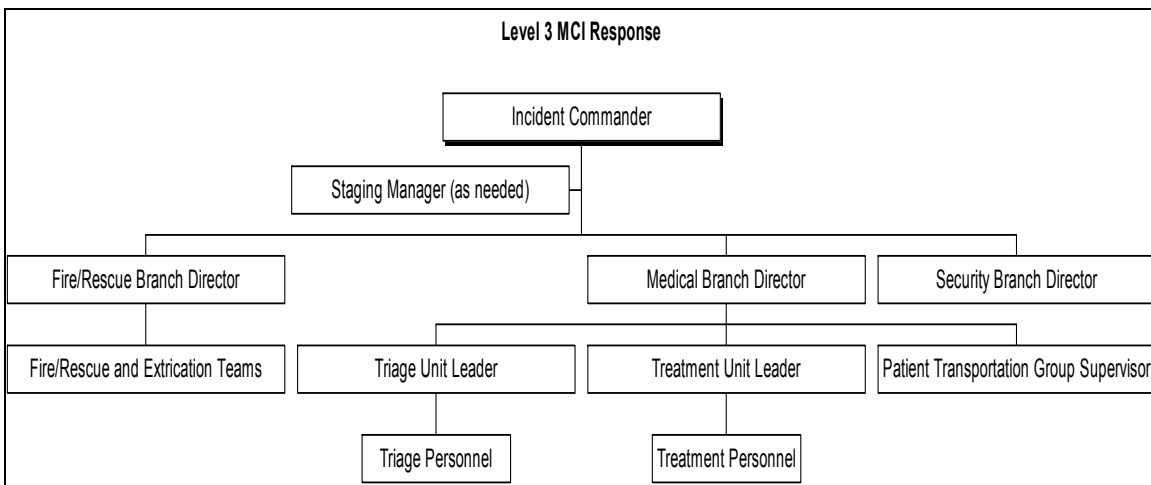 Level 3 MCI Response
Incident Commander
Staging Manager (as needed)
Fire/Rescue Branch Director
Medical Branch Director
Security Branch Director
Fire/Rescue and Extrication Teams
Triage Unit Leader
Treatment Unit Leader
Patient Transportation Group Supervisor
Triage Personnel
Treatment Personnel